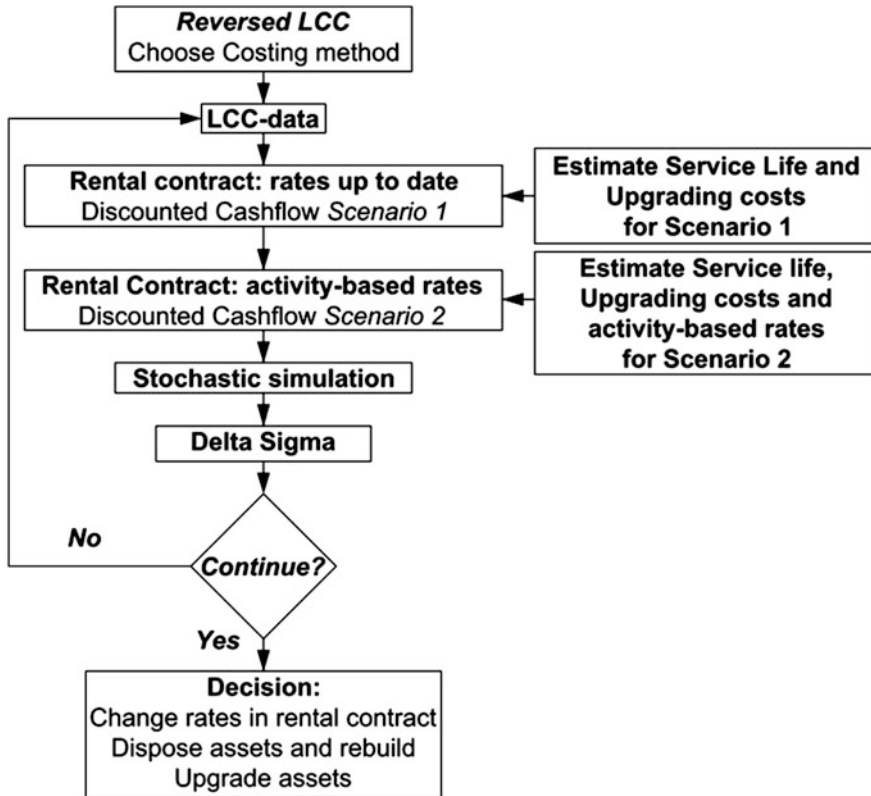 Reversed LCC
Choose Costing method
LCC-data
Rental contract: rates up to date
Discounted Cashflow Scenario 1
Estimate Service Life and
Upgrading costs
for Scenario 1
Rental Contract: activity-based rates
Discounted Cashflow Scenario 2
Estimate Service life,
Upgrading costs and
activity-based rates
for Scenario 2
Stochastic simulation
Delta Sigma
Continue?
No
Yes
Decision:
Change rates in rental contract
Dispose assets and rebuild
Upgrade assets